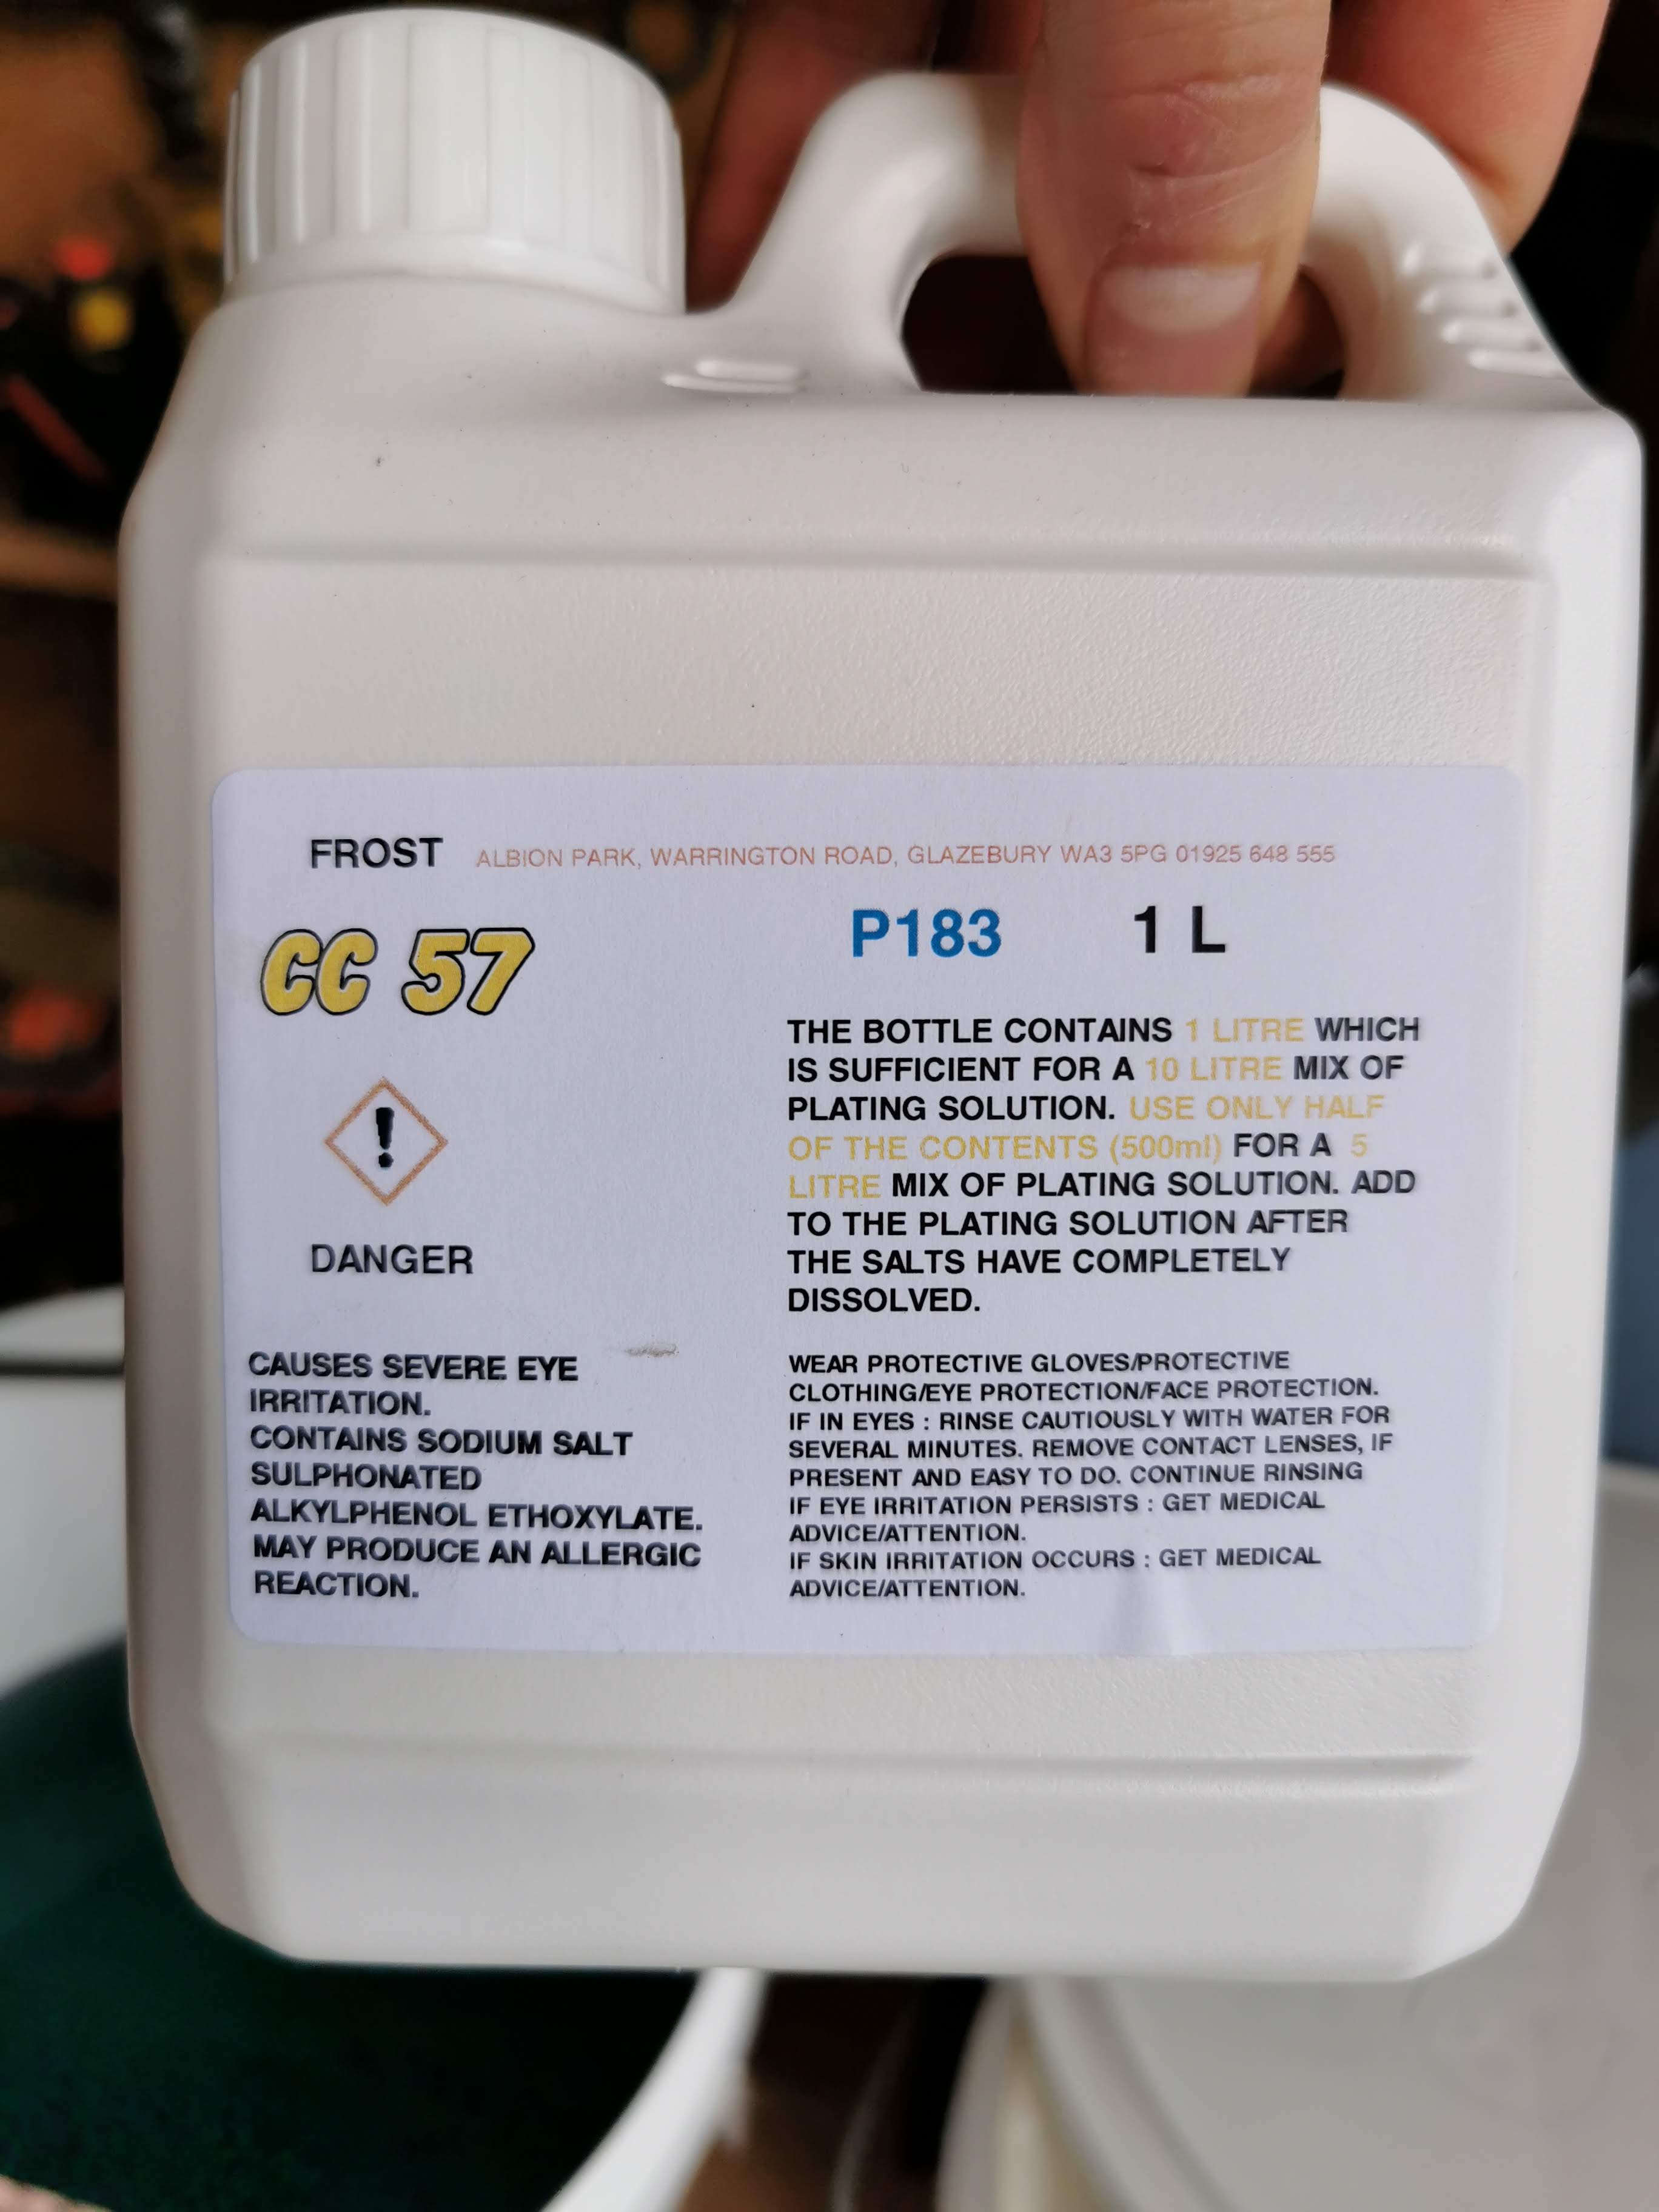 FROST ALBION PARK, WARRINGTON ROAD, GLAZEBURY WA3 5PG 01925 648 555
CC 57
P183 1 L
!
DANGER
CAUSES SEVERE EYE
IRRITATION.
CONTAINS SODIUM SALT
SULPHONATED
ALKYLPHENOL ETHOXYLATE.
MAY PRODUCE AN ALLERGIC
REACTION.
THE BOTTLE CONTAINS 1 LITRE WHICH
IS SUFFICIENT FOR A 10 LITRE MIX OF
PLATING SOLUTION. USE ONLY HALF
OF THE CONTENTS (500ml) FOR A 5
LITRE MIX OF PLATING SOLUTION. ADD
TO THE PLATING SOLUTION AFTER
THE SALTS HAVE COMPLETELY
DISSOLVED.
WEAR PROTECTIVE GLOVES/PROTECTIVE
CLOTHING/EYE PROTECTION/FACE PROTECTION.
IF IN EYES : RINSE CAUTIOUSLY WITH WATER FOR
SEVERAL MINUTES. REMOVE CONTACT LENSES, IF
PRESENT AND EASY TO DO. CONTINUE RINSING
IF EYE IRRITATION PERSISTS : GET MEDICAL
ADVICE/ATTENTION.
IF SKIN IRRITATION OCCURS : GET MEDICAL
ADVICE/ATTENTION.